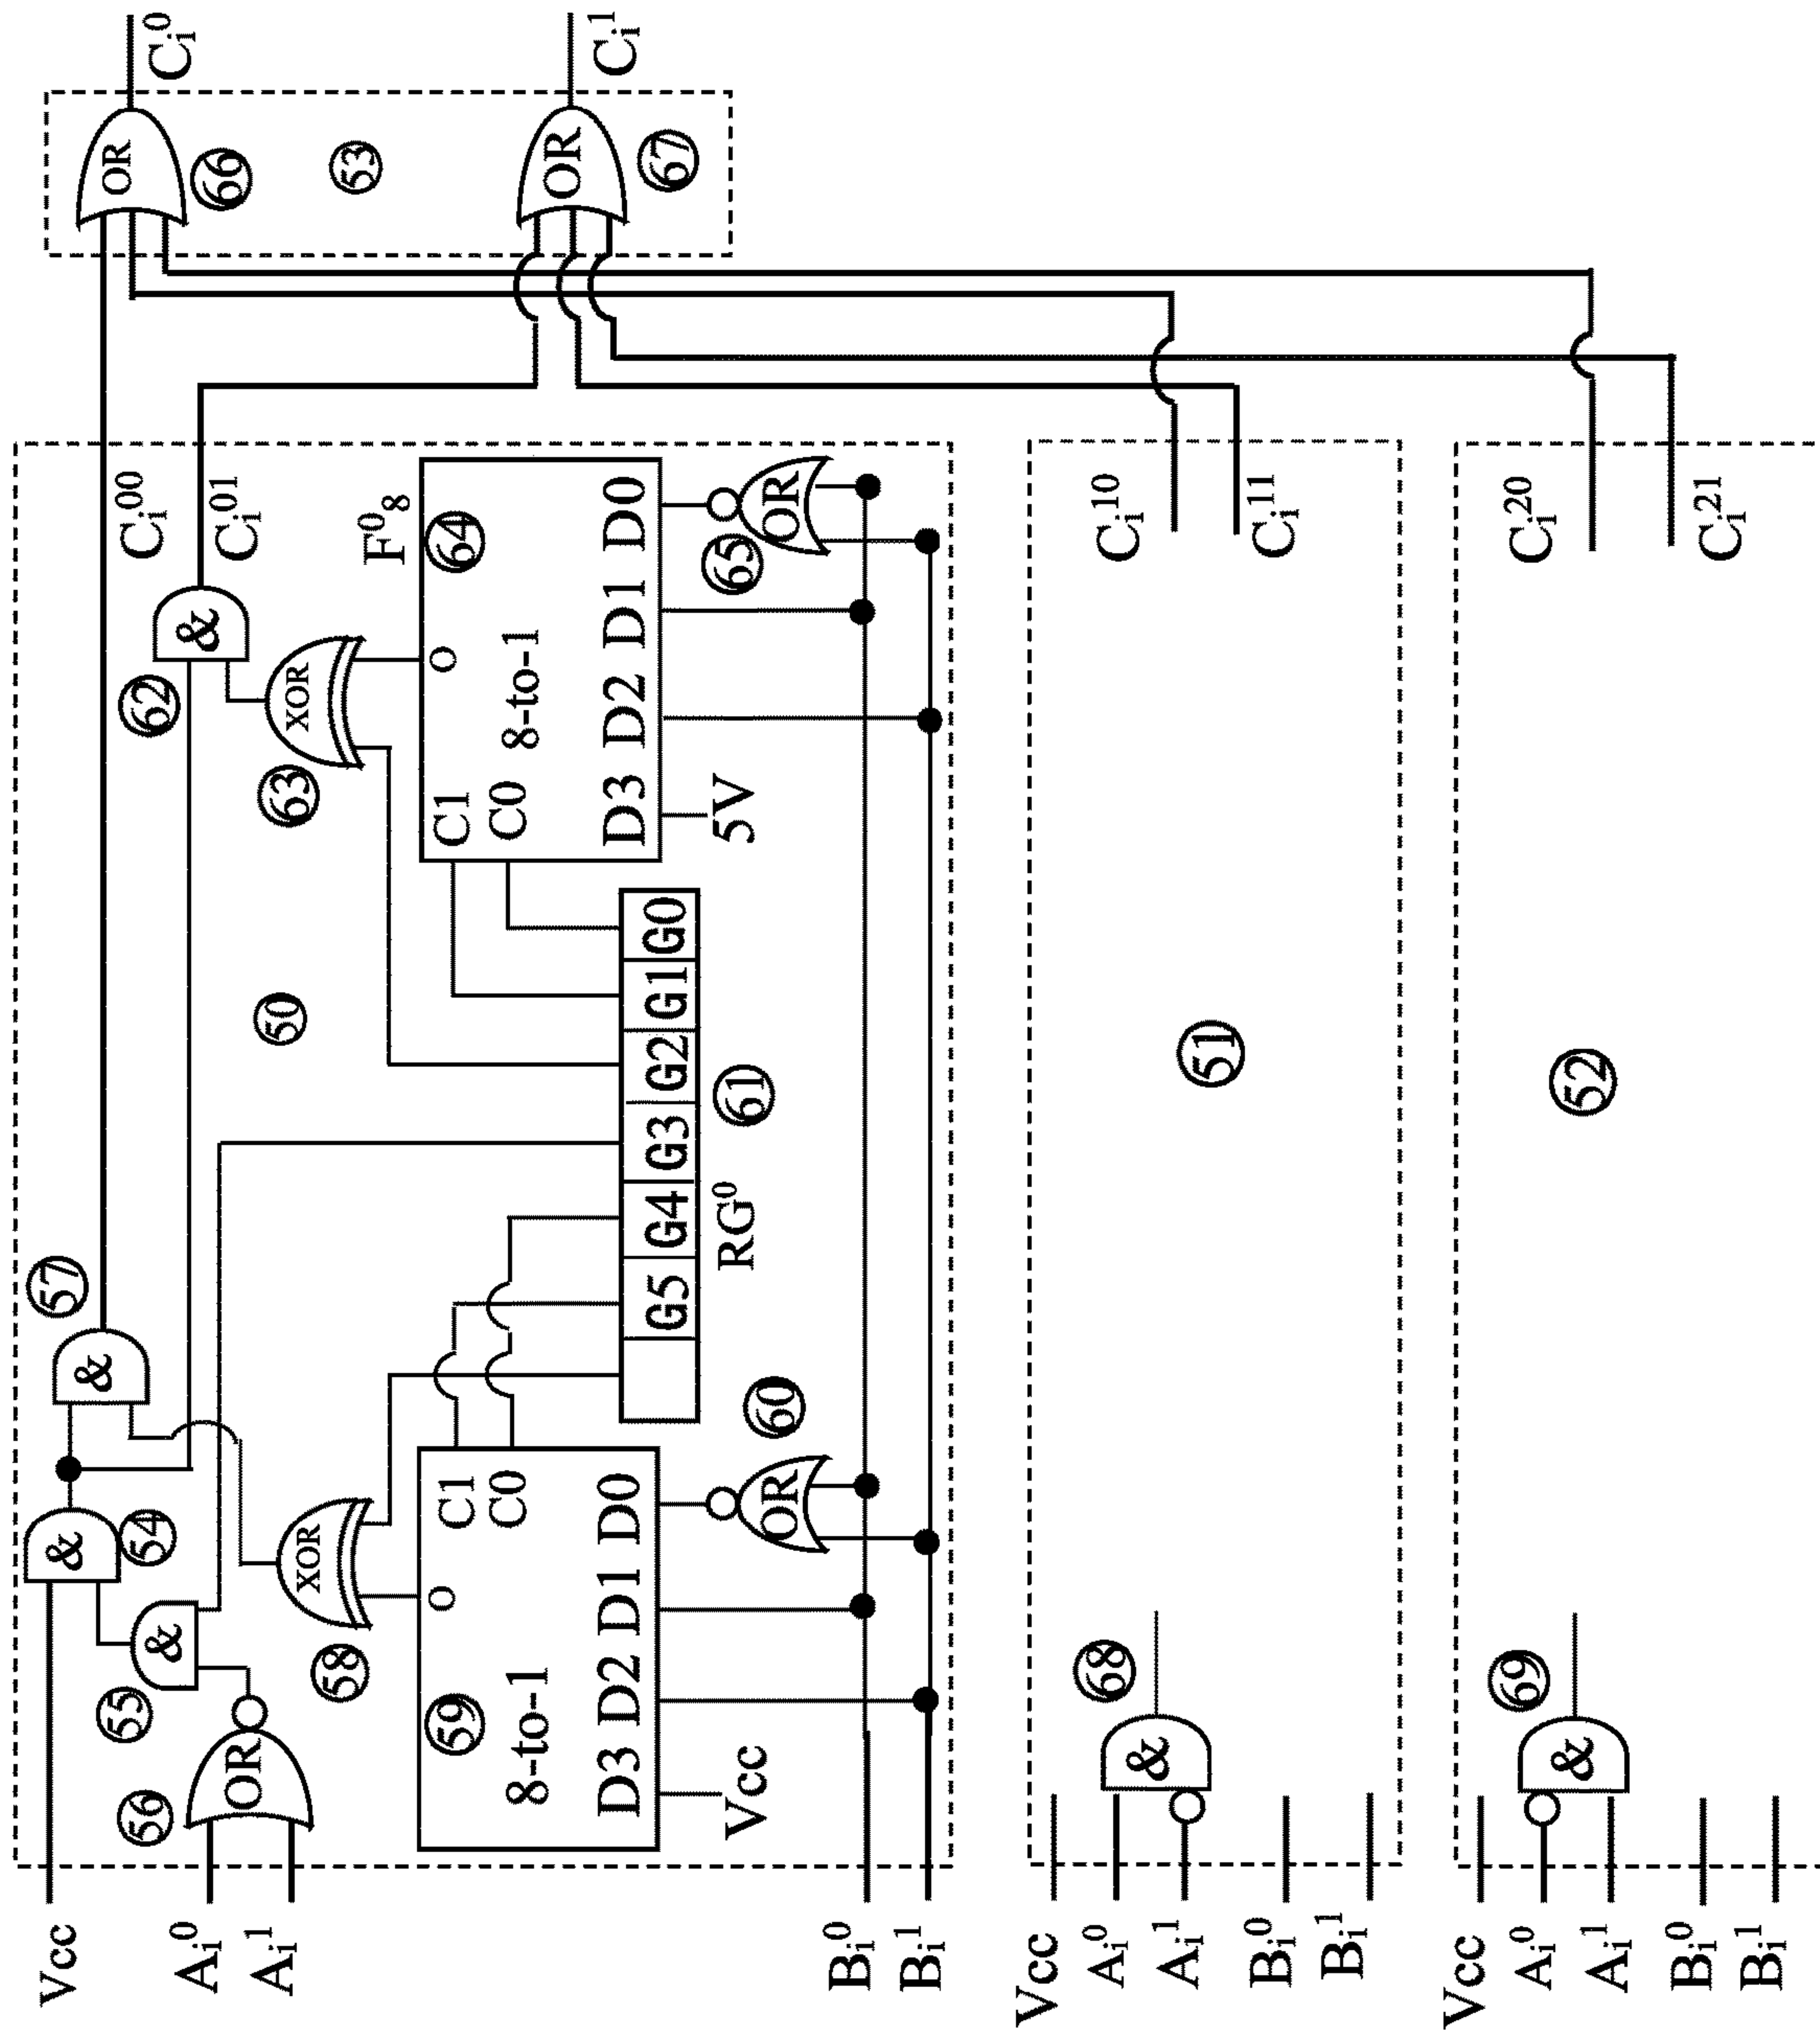 Vcc
A_i^0
A_i^1
B_i^0
B_i^1
56
OR
55
&
54
&
57
&
58
XOR
59
8-to-1
O
C1
C0
D3
D2
D1
D0
Vcc
60
OR
50
G5
G4
G3
G2
G1
G0
RG^0
61
62
&
63
XOR
C_i^00
C_i^01
F^0_8
64
8-to-1
O
C1
C0
D3
D2
D1
D0
5V
65
OR
OR
66
53
OR
67
C_i^0
C_i^1
Vcc
A_i^0
A_i^1
B_i^0
B_i^1
68
&
51
C_i^10
C_i^11
Vcc
A_i^0
A_i^1
B_i^0
B_i^1
69
&
52
C_i^20
C_i^21